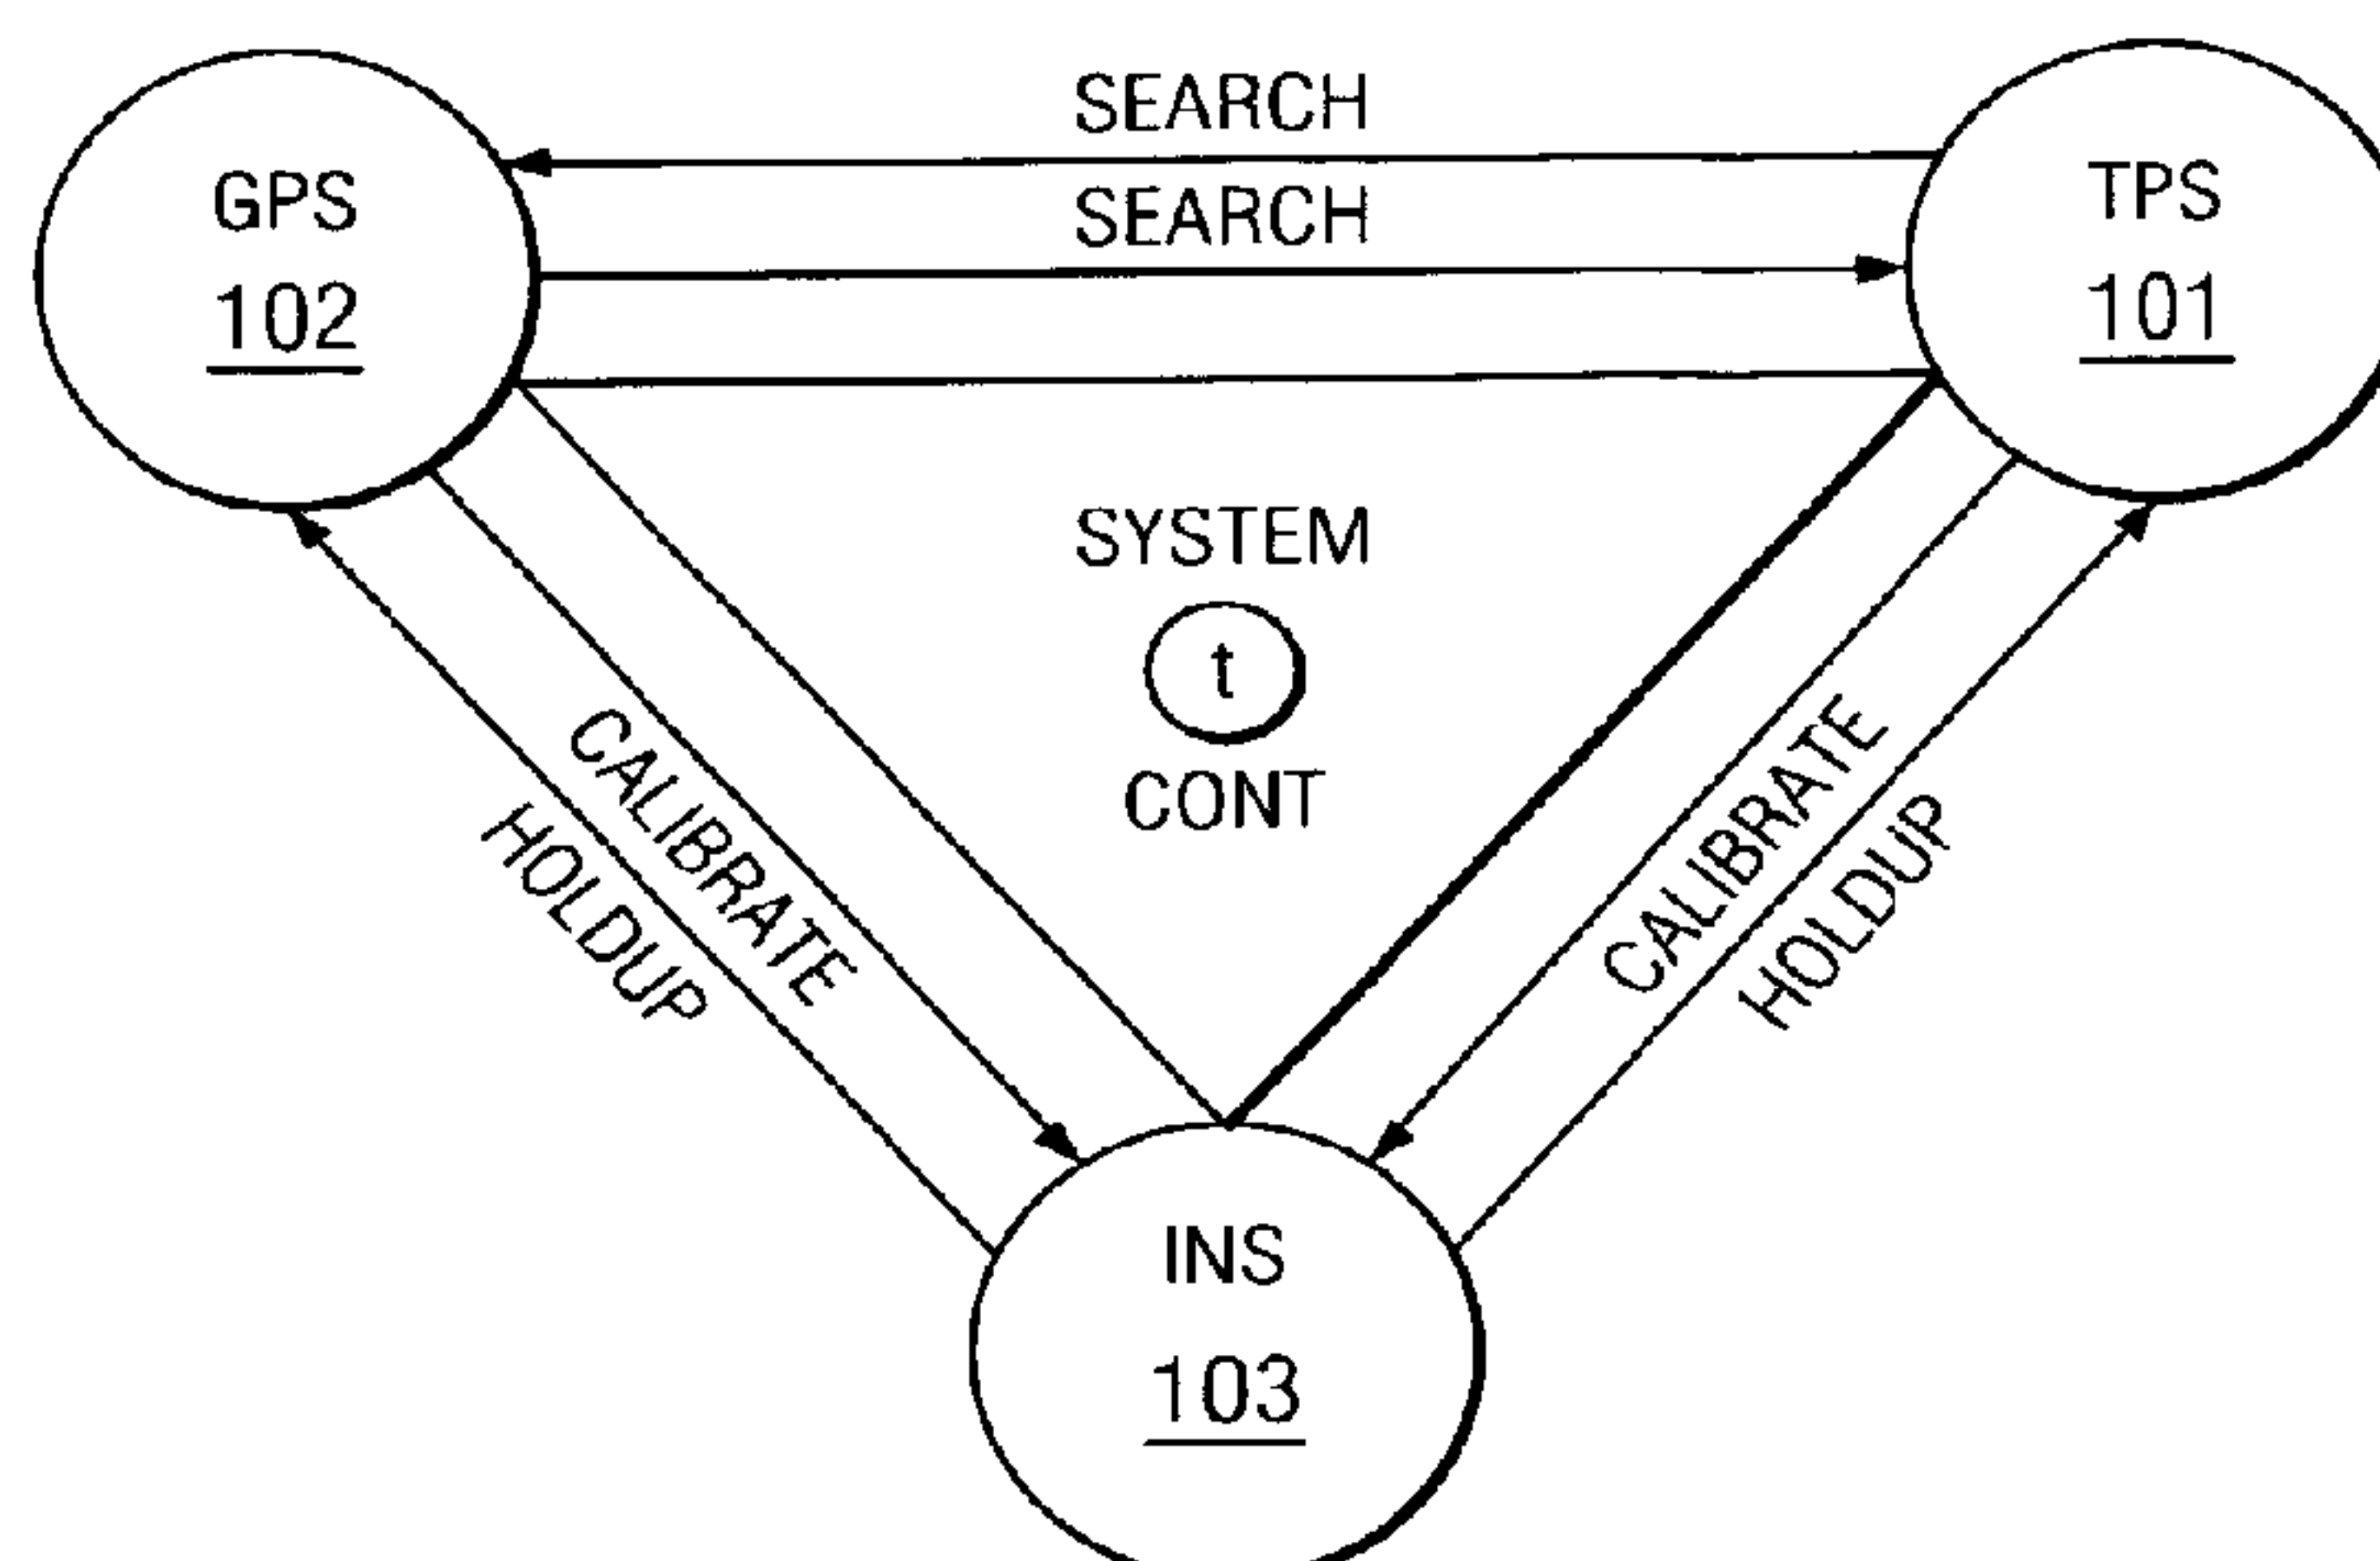 SEARCH
SEARCH
GPS
102
TPS
101
SYSTEM
t
CONT
CALIBRATE
HOLDUP
CALIBRATE
HOLDUP
INS
103